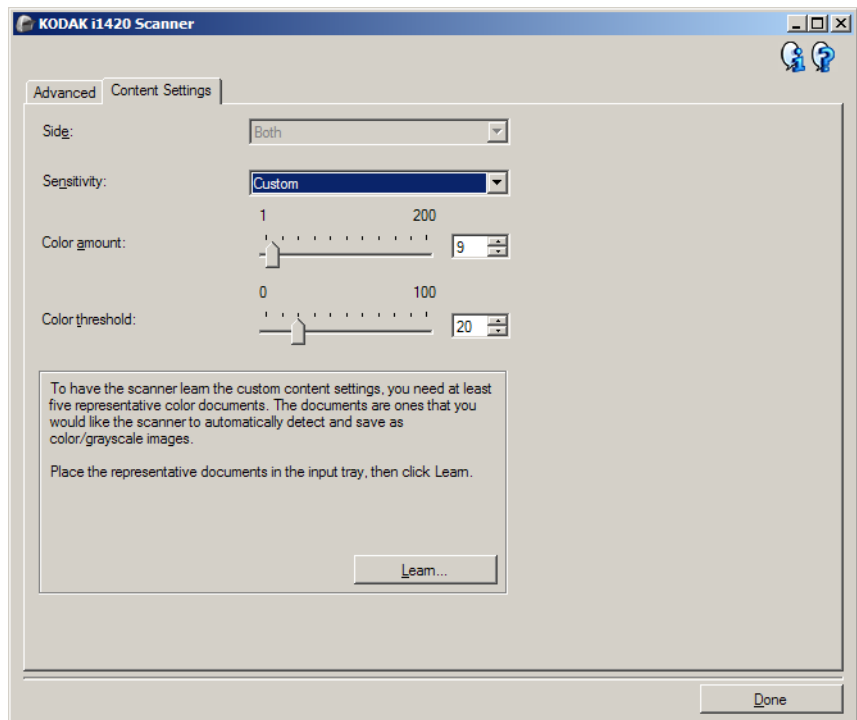 KODAK i1420 Scanner
Advanced
Content Settings
Side:
Both
Sensitivity:
Custom
1 200
Color amount:
9
0 100
Color threshold:
20
To have the scanner learn the custom content settings, you need at least
five representative color documents. The documents are ones that you
would like the scanner to automatically detect and save as
color/grayscale images.
Place the representative documents in the input tray, then click Learn.
Learn...
Done